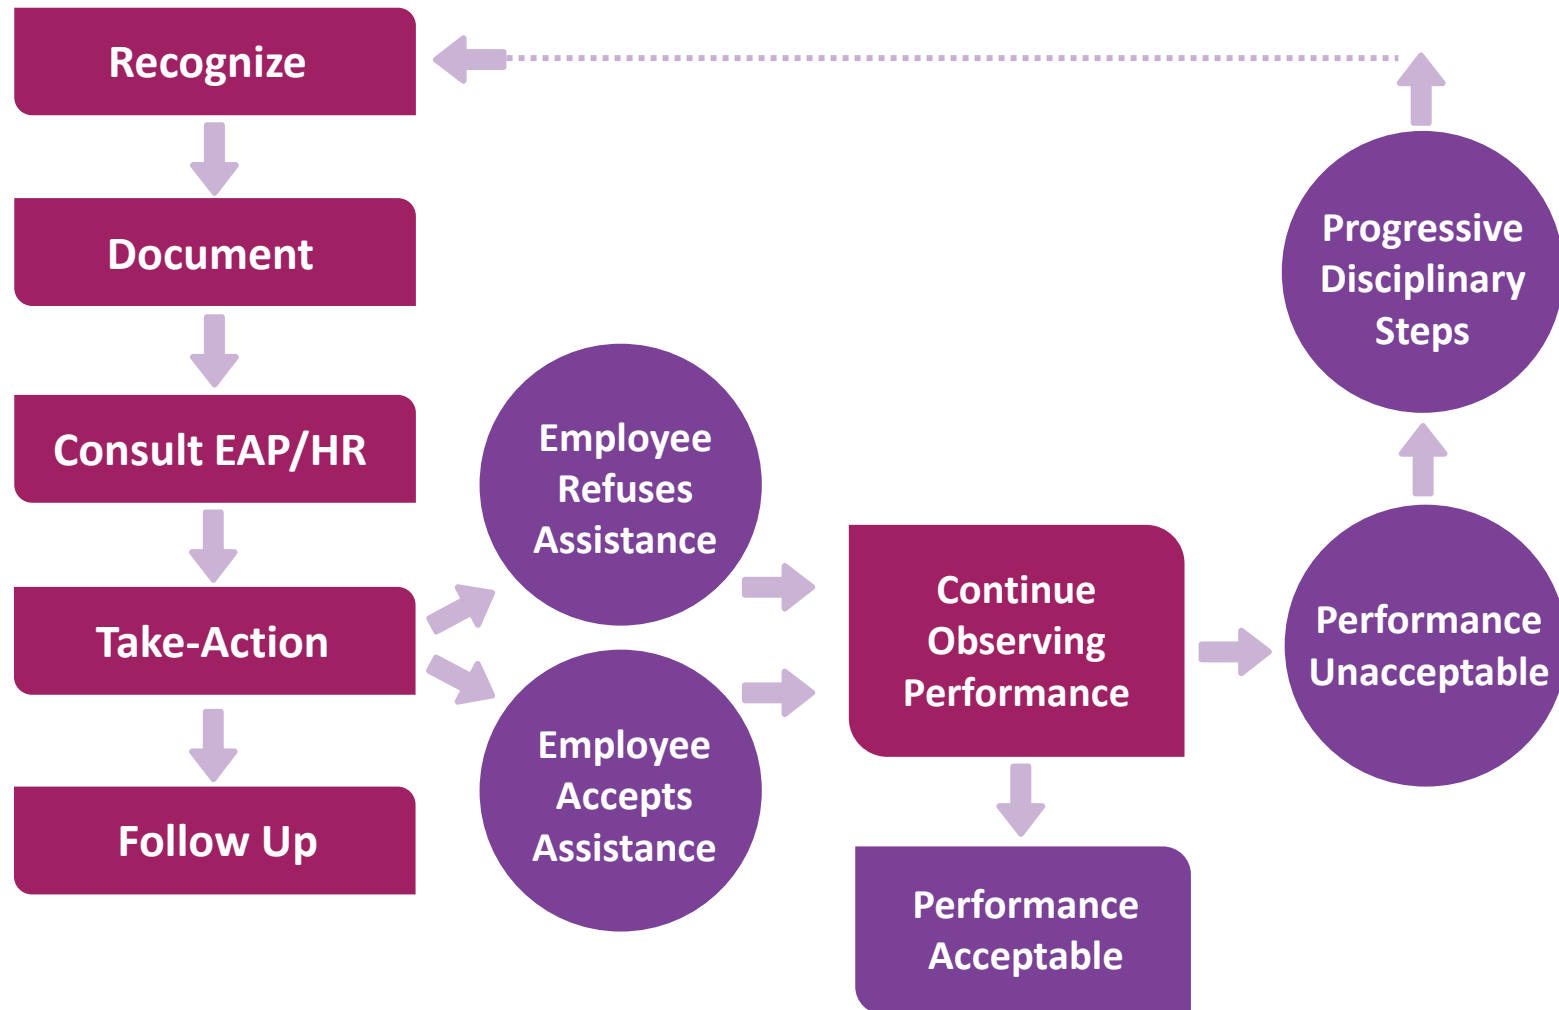 Recognize
Document
Consult EAP/HR
Take-Action
Follow Up
Employee
Refuses
Assistance
Employee
Accepts
Assistance
Continue
Observing
Performance
Performance
Acceptable
Performance
Unacceptable
Progressive
Disciplinary
Steps